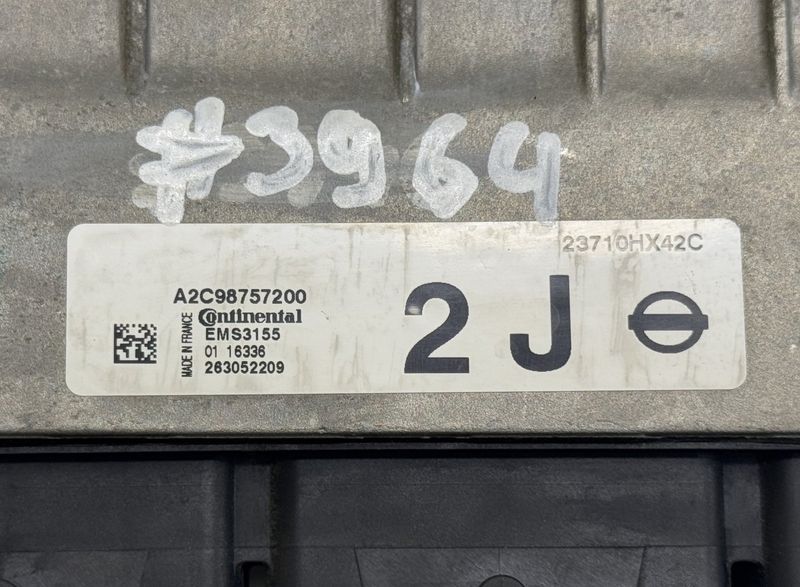 #3964
23710HX42C
A2C98757200
Continental
EMS3155
01 16336
263052209
MADE IN FRANCE
2J